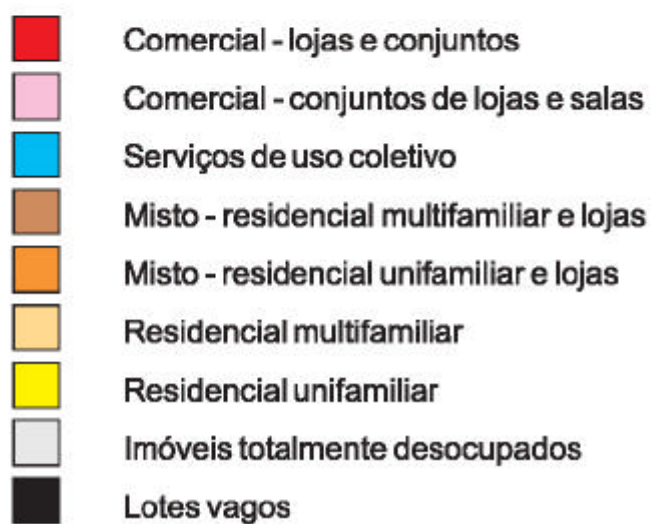 Comercial - lojas e conjuntos
Comercial - conjuntos de lojas e salas
Serviços de uso coletivo
Misto - residencial multifamiliar e lojas
Misto - residencial unifamiliar e lojas
Residencial multifamiliar
Residencial unifamiliar
Imóveis totalmente desocupados
Lotes vagos